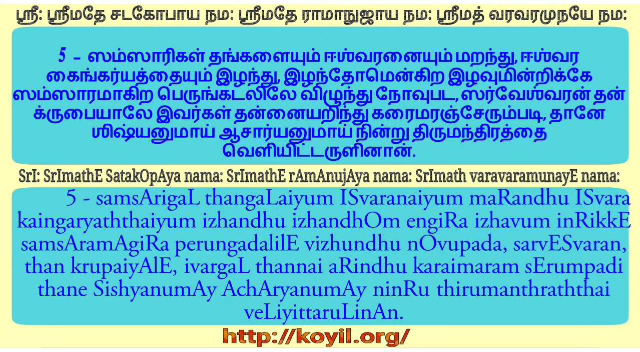 ஸ்ரீ: ஸ்ரீமதே சடகோபாய நம: ஸ்ரீமதே ராமாநுஜாய நம: ஸ்ரீமத் வரவரமுநயே நம:
5 – ஸம்ஸாரிகள் தங்களையும் ஈஶ்வரனையும் மறந்து, ஈஶ்வர
கைங்கர்யத்தையும் இழந்து, இழந்தோமென்கிற இழவுமின்றிக்கே
ஸம்ஸாரமாகிற பெருங்கடலிலே விழுந்து நோவுபட, ஸர்வேஶ்வரன் தன்
க்ருபையாலே இவர்கள் தன்னையறிந்து கரைமரஞ்சேரும்படி, தானே
ஶிஷ்யனுமாய் ஆசார்யனுமாய் நின்று திருமந்திரத்தை
வெளியிட்டருளினான்.
SrI: SrImathE SatakOpAya nama: SrImathE rAmAnujAya nama: SrImath varavaramunayE nama:
5 - samsArigaL thangaLaiyum ISvaranaiyum maRandhu ISvara
kaingaryaththaiyum izhandhu izhandhOm engiRa izhavum inRikkE
samsAramAgiRa perungadalilE vizhundhu nOvupada, sarvESvaran,
than krupaiyAlE, ivargaL thannai aRindhu karaimaram sErumpadi
thane SishyanumAy AchAryanumAy ninRu thirumanthraththai
veLiyittaruLinAn.
http://koyil.org/